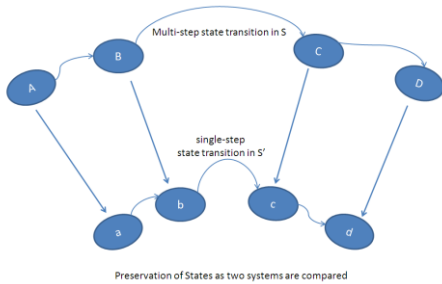 Multi-step state transition in S
B
C
A
D
single-step
state transition in S'
b
c
a
d
Preservation of States as two systems are compared